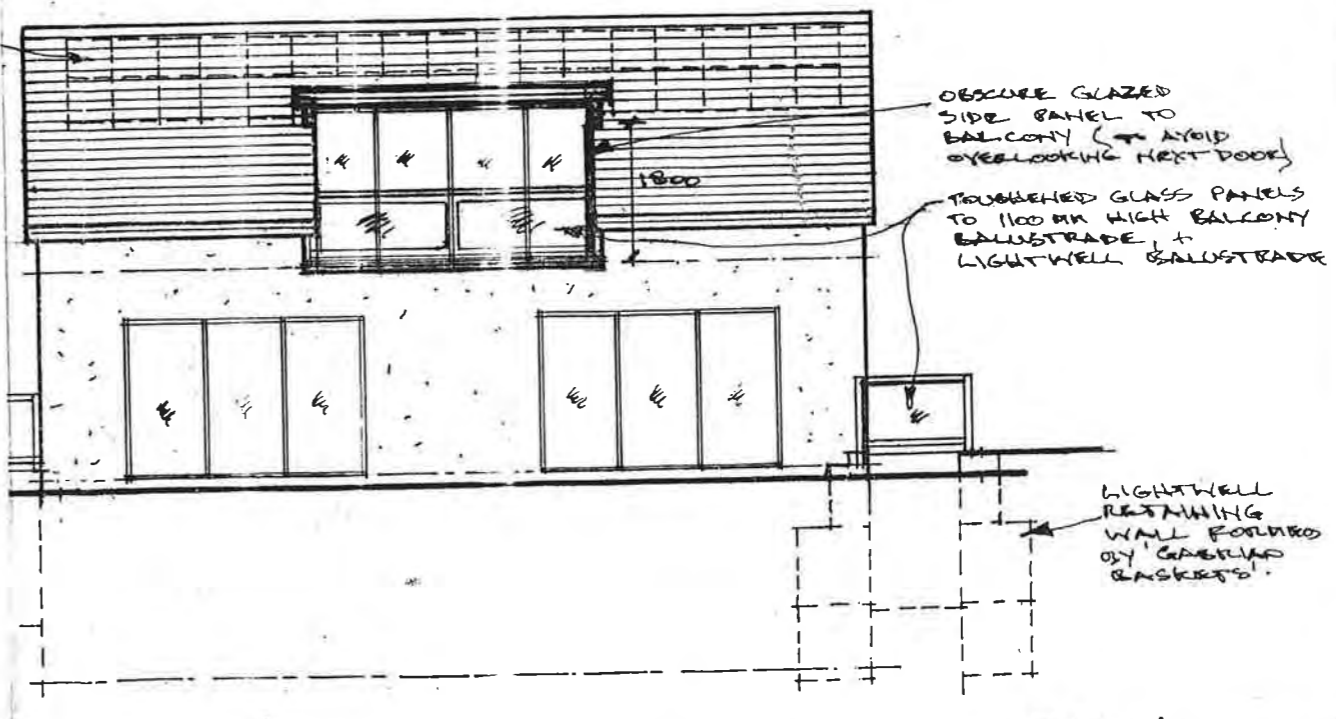 OBSCURE GLAZED
SIDE PANEL TO
BALCONY (TO AVOID
OVERLOOKING NEXT DOOR)
1800
TOUGHENED GLASS PANELS
TO 1100 MM HIGH BALCONY
BALUSTRADE, +
LIGHTWELL BALUSTRADE
LIGHTWELL
RETAINING
WALL FORMED
BY 'GABRIAN
BASKETS'.